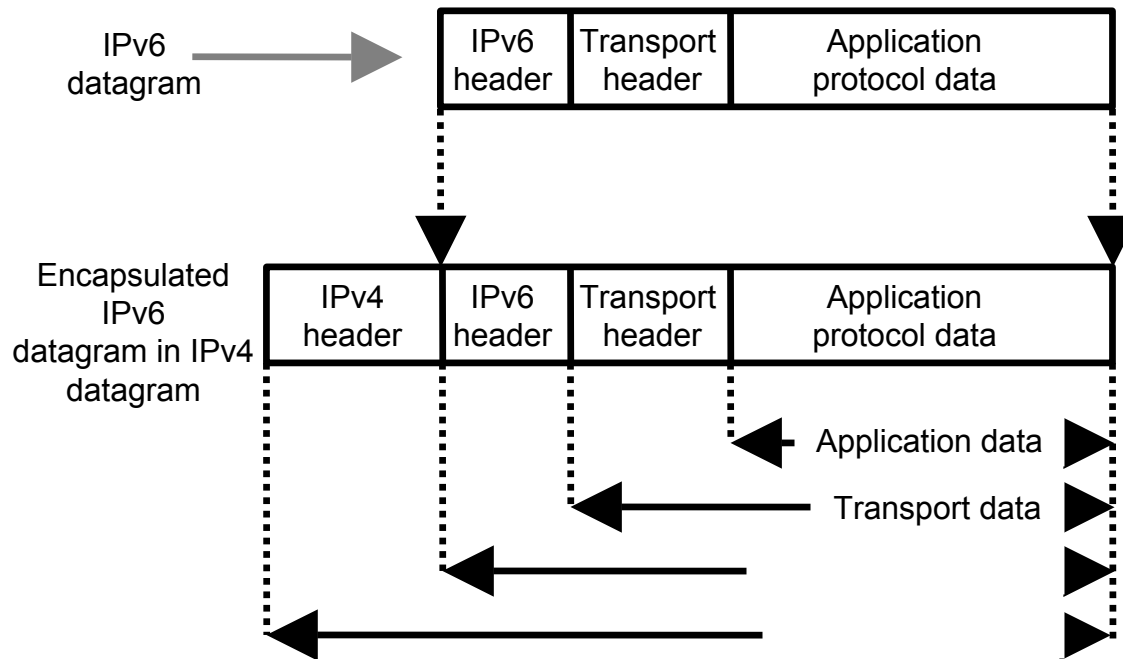 IPv6
datagram
IPv6
header
Transport
header
Application
protocol data
Encapsulated
IPv6
datagram in IPv4
datagram
IPv4
header
IPv6
header
Transport
header
Application
protocol data
Application data
Transport data